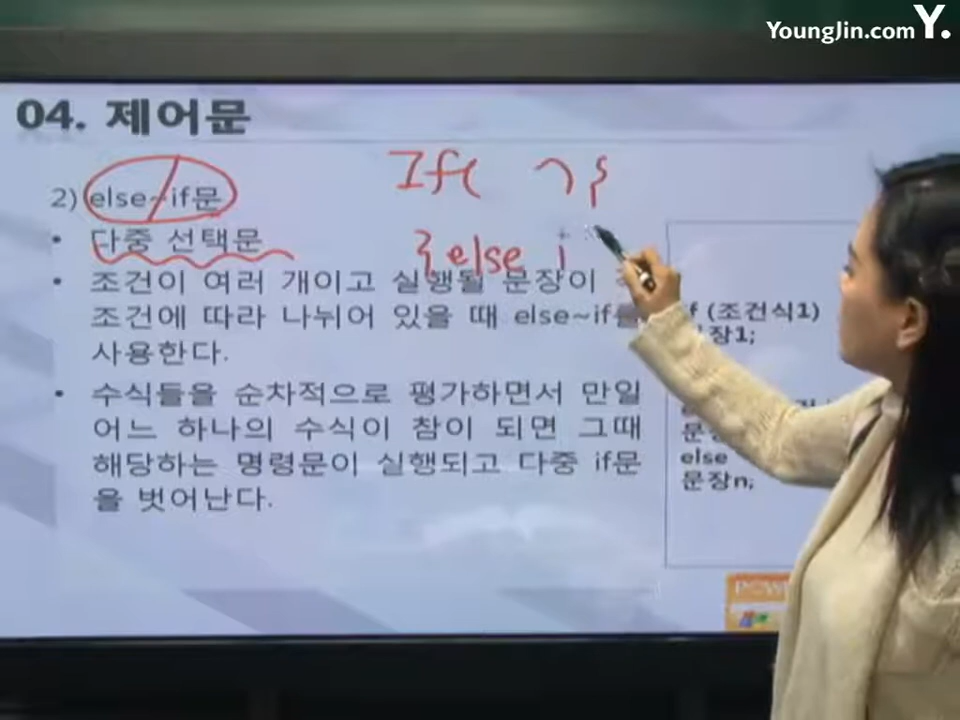 YoungJin.com Y.
04. 제어문
If( ) {
2) else~if문
} else i
• 다중 선택문
• 조건이 여러 개이고 실행될 문장이
조건에 따라 나뉘어 있을 때 else~if를
사용한다.
• 수식들을 순차적으로 평가하면서 만일
어느 하나의 수식이 참이 되면 그때
해당하는 명령문이 실행되고 다중 if문
을 벗어난다.
(조건식1)
else
문장n;